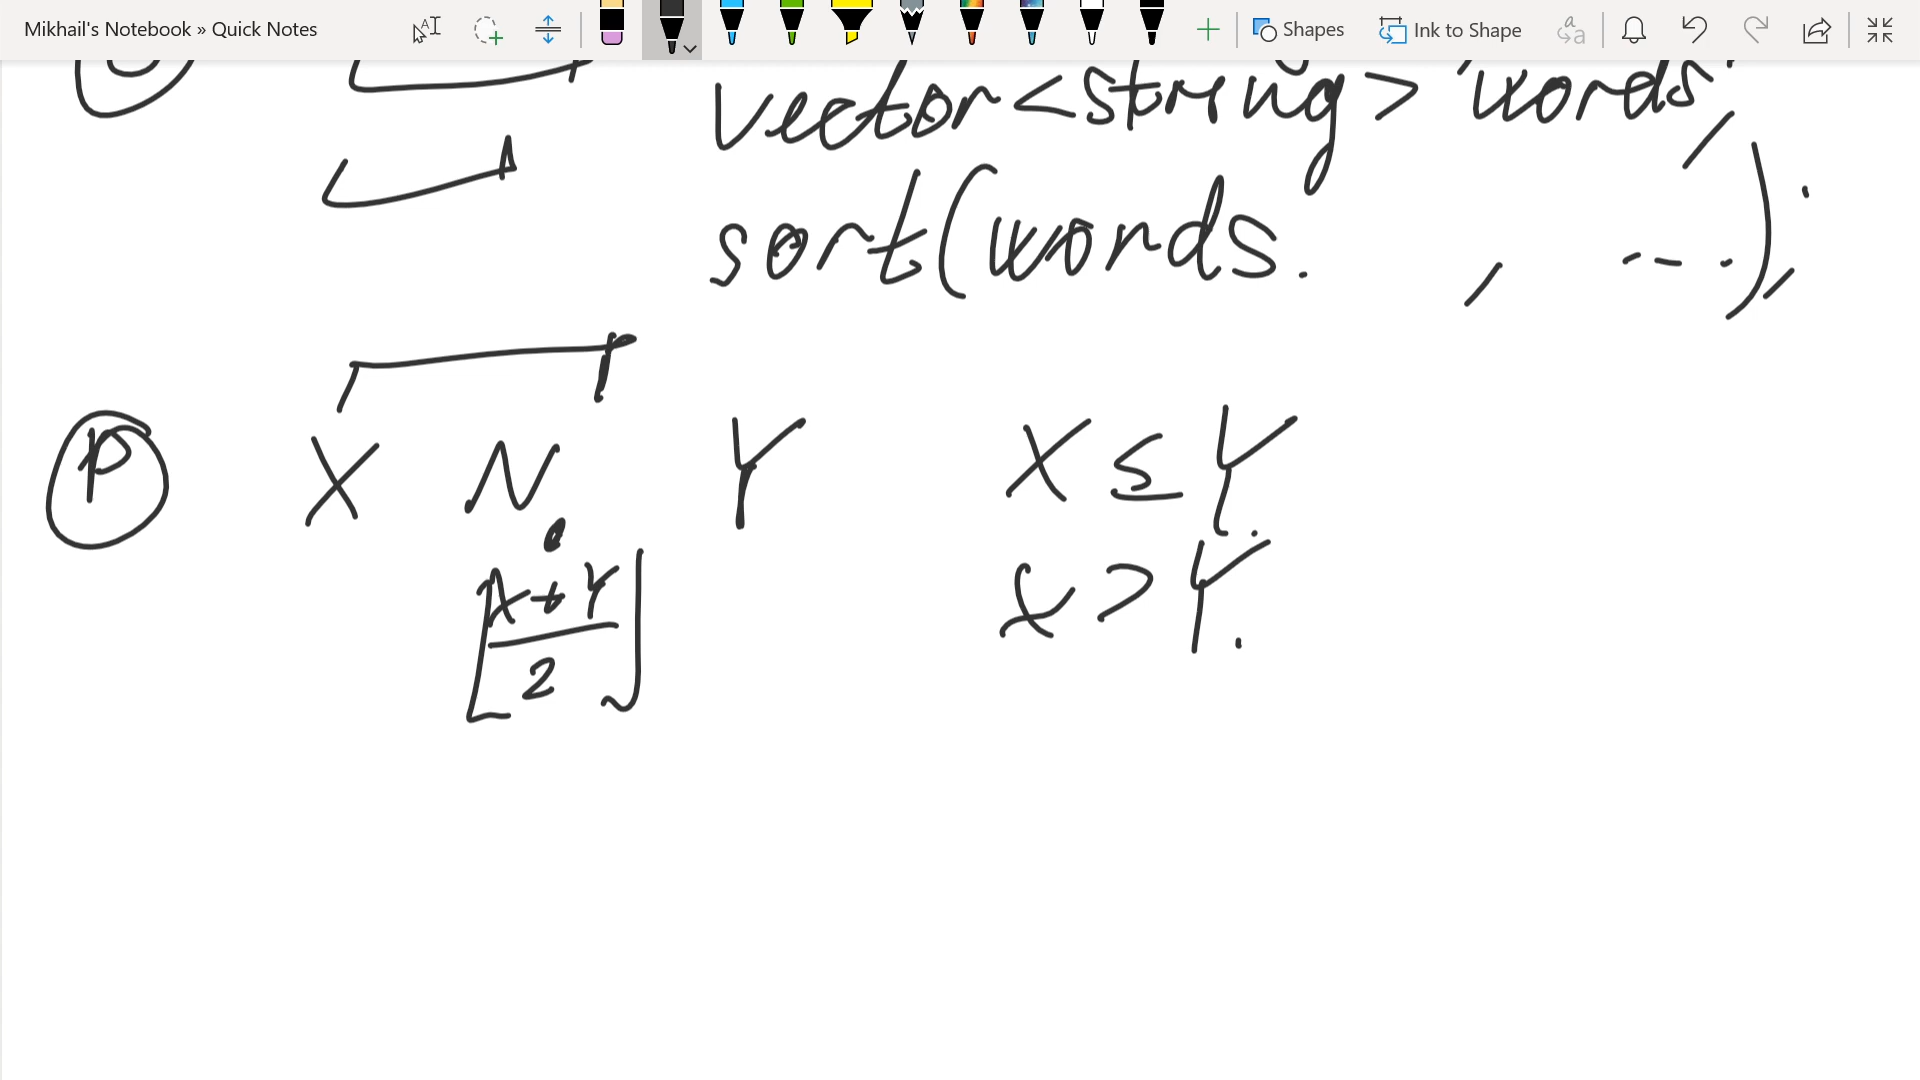 Mikhail's Notebook » Quick Notes Shapes Ink to Shape
vector<string> words;
sort(words. , ...);
P X N Y X ≤ Y.
⌊X+Y/2⌋ X > Y.